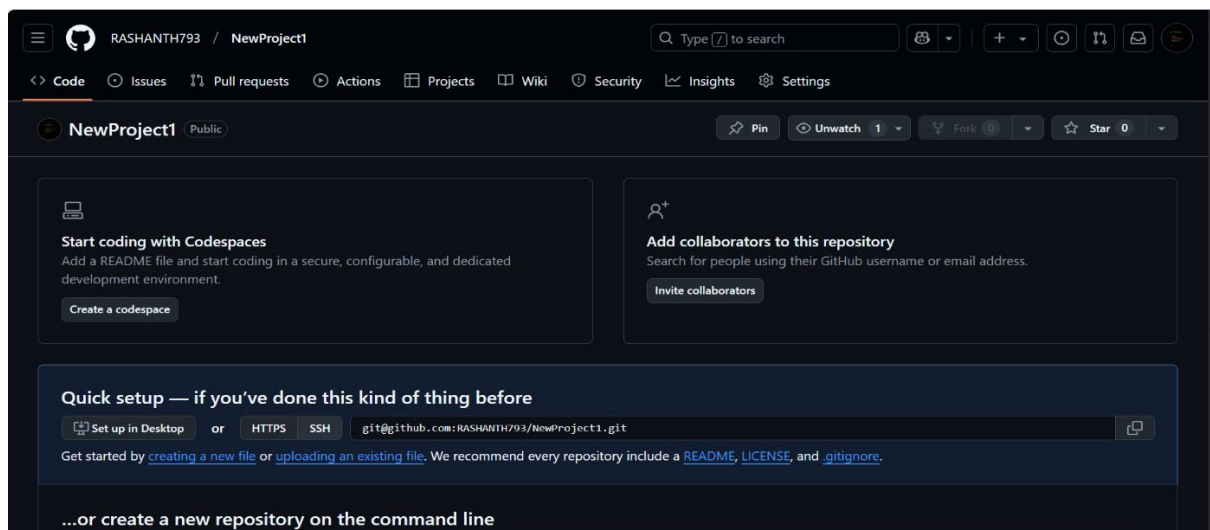 RASHANTH793 / NewProject1
Type / to search
Code Issues Pull requests Actions Projects Wiki Security Insights Settings
NewProject1 Public
Pin Unwatch 1 Fork 0 Star 0
Start coding with Codespaces
Add a README file and start coding in a secure, configurable, and dedicated
development environment.
Create a codespace
Add collaborators to this repository
Search for people using their GitHub username or email address.
Invite collaborators
Quick setup — if you've done this kind of thing before
Set up in Desktop or HTTPS SSH git@github.com:RASHANTH793/NewProject1.git
Get started by creating a new file or uploading an existing file. We recommend every repository include a README, LICENSE, and .gitignore.
...or create a new repository on the command line